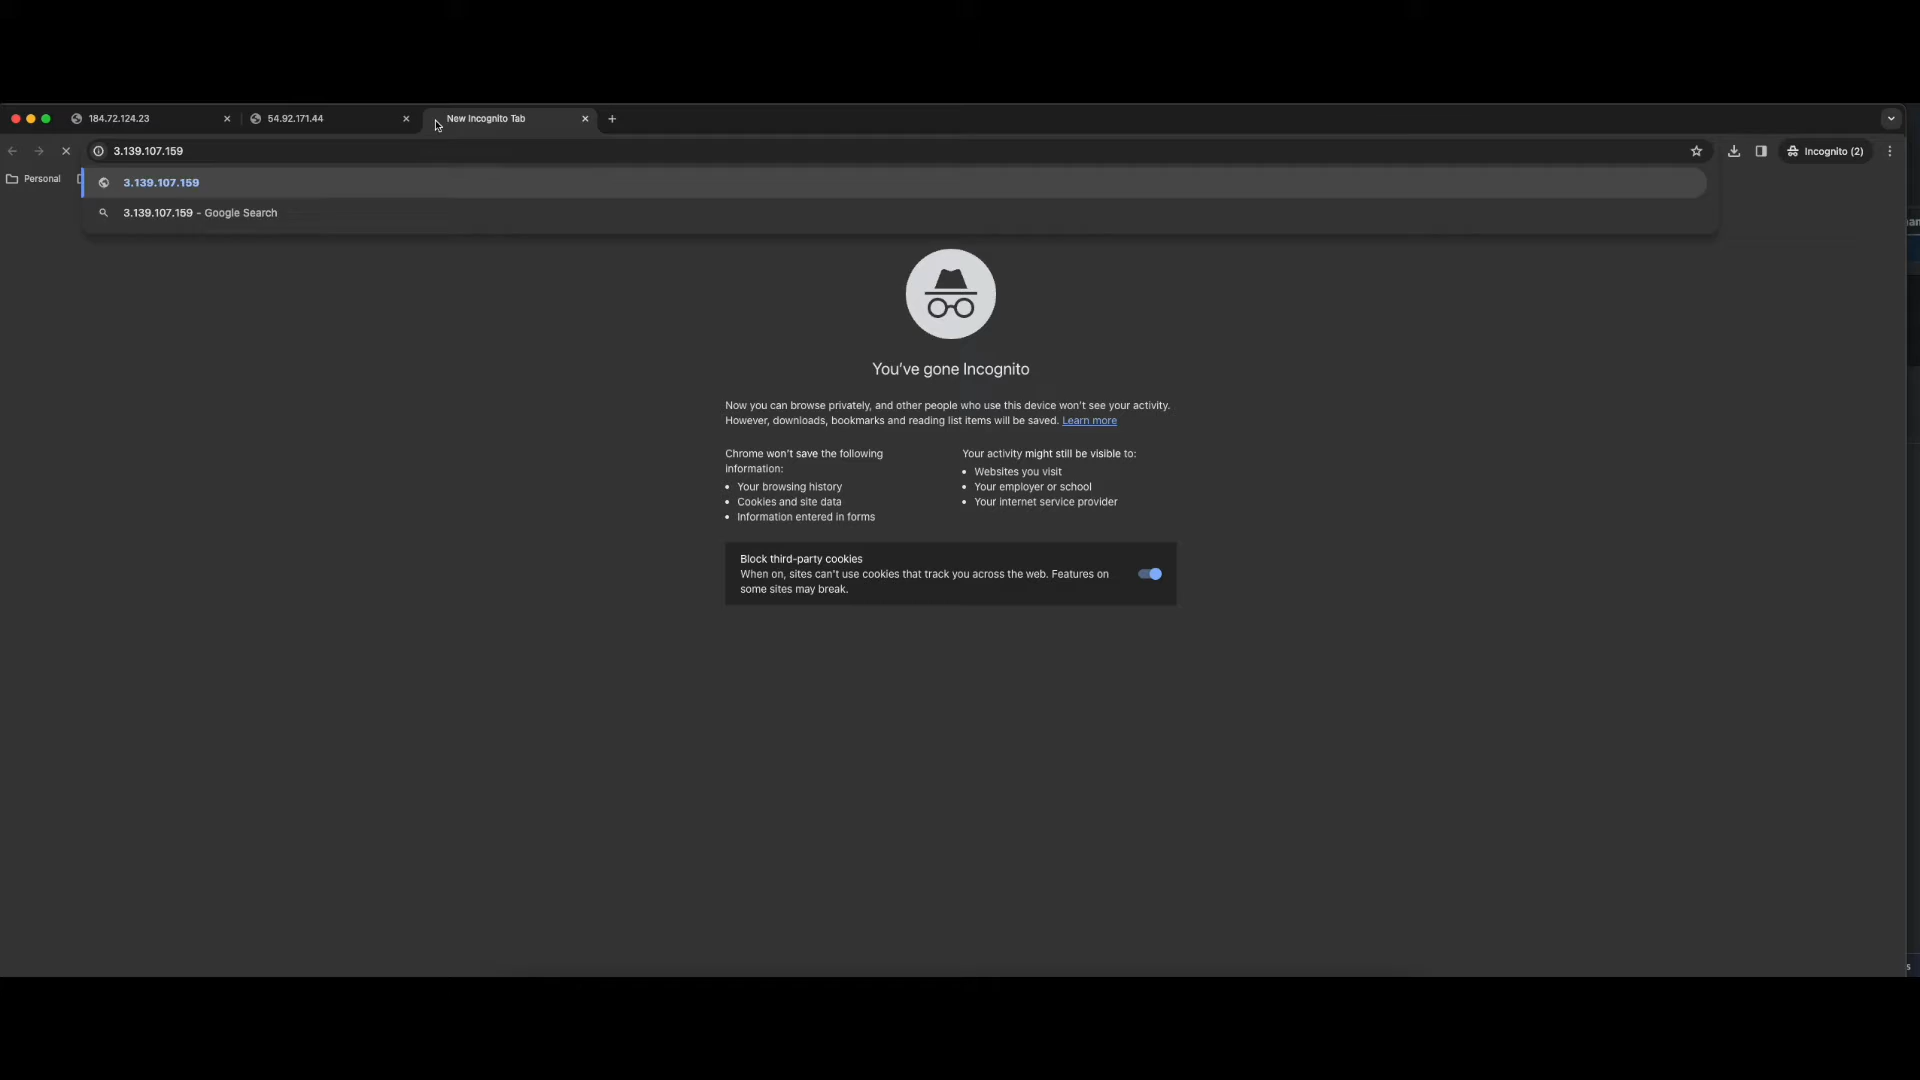 184.72.124.23
54.92.171.44
New Incognito Tab
3.139.107.159
Incognito (2)
Personal
3.139.107.159
3.139.107.159 - Google Search
You've gone Incognito
Now you can browse privately, and other people who use this device won't see your activity.
However, downloads, bookmarks and reading list items will be saved. Learn more
Chrome won't save the following
information:
• Your browsing history
• Cookies and site data
• Information entered in forms
Your activity might still be visible to:
• Websites you visit
• Your employer or school
• Your internet service provider
Block third-party cookies
When on, sites can't use cookies that track you across the web. Features on
some sites may break.